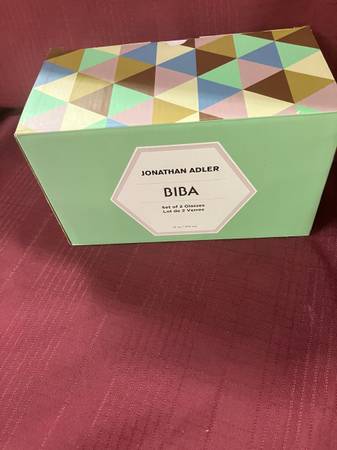 JONATHAN ADLER
BIBA
Set of 2 Glasses
Lot de 2 Verres